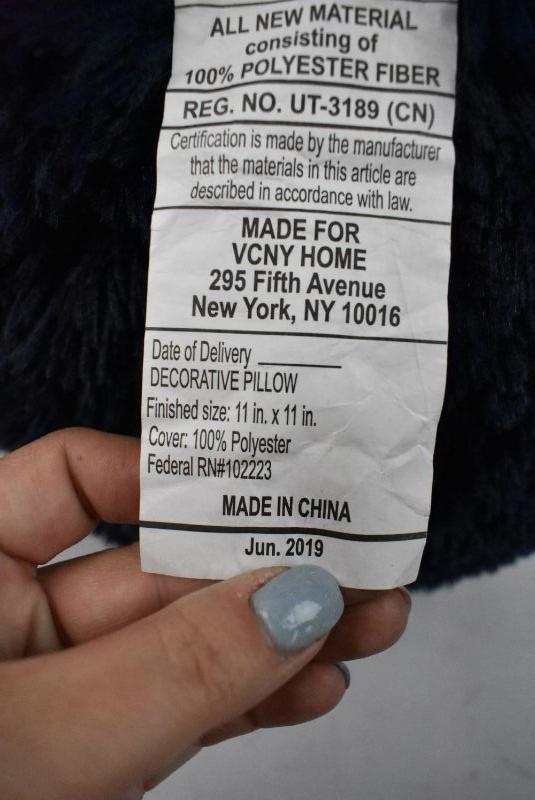 ALL NEW MATERIAL
consisting of
100% POLYESTER FIBER
REG. NO. UT-3189 (CN)
Certification is made by the manufacturer
that the materials in this article are
described in accordance with law.
MADE FOR
VCNY HOME
295 Fifth Avenue
New York, NY 10016
Date of Delivery ________
DECORATIVE PILLOW
Finished size: 11 in. x 11 in.
Cover: 100% Polyester
Federal RN#102223
MADE IN CHINA
Jun. 2019